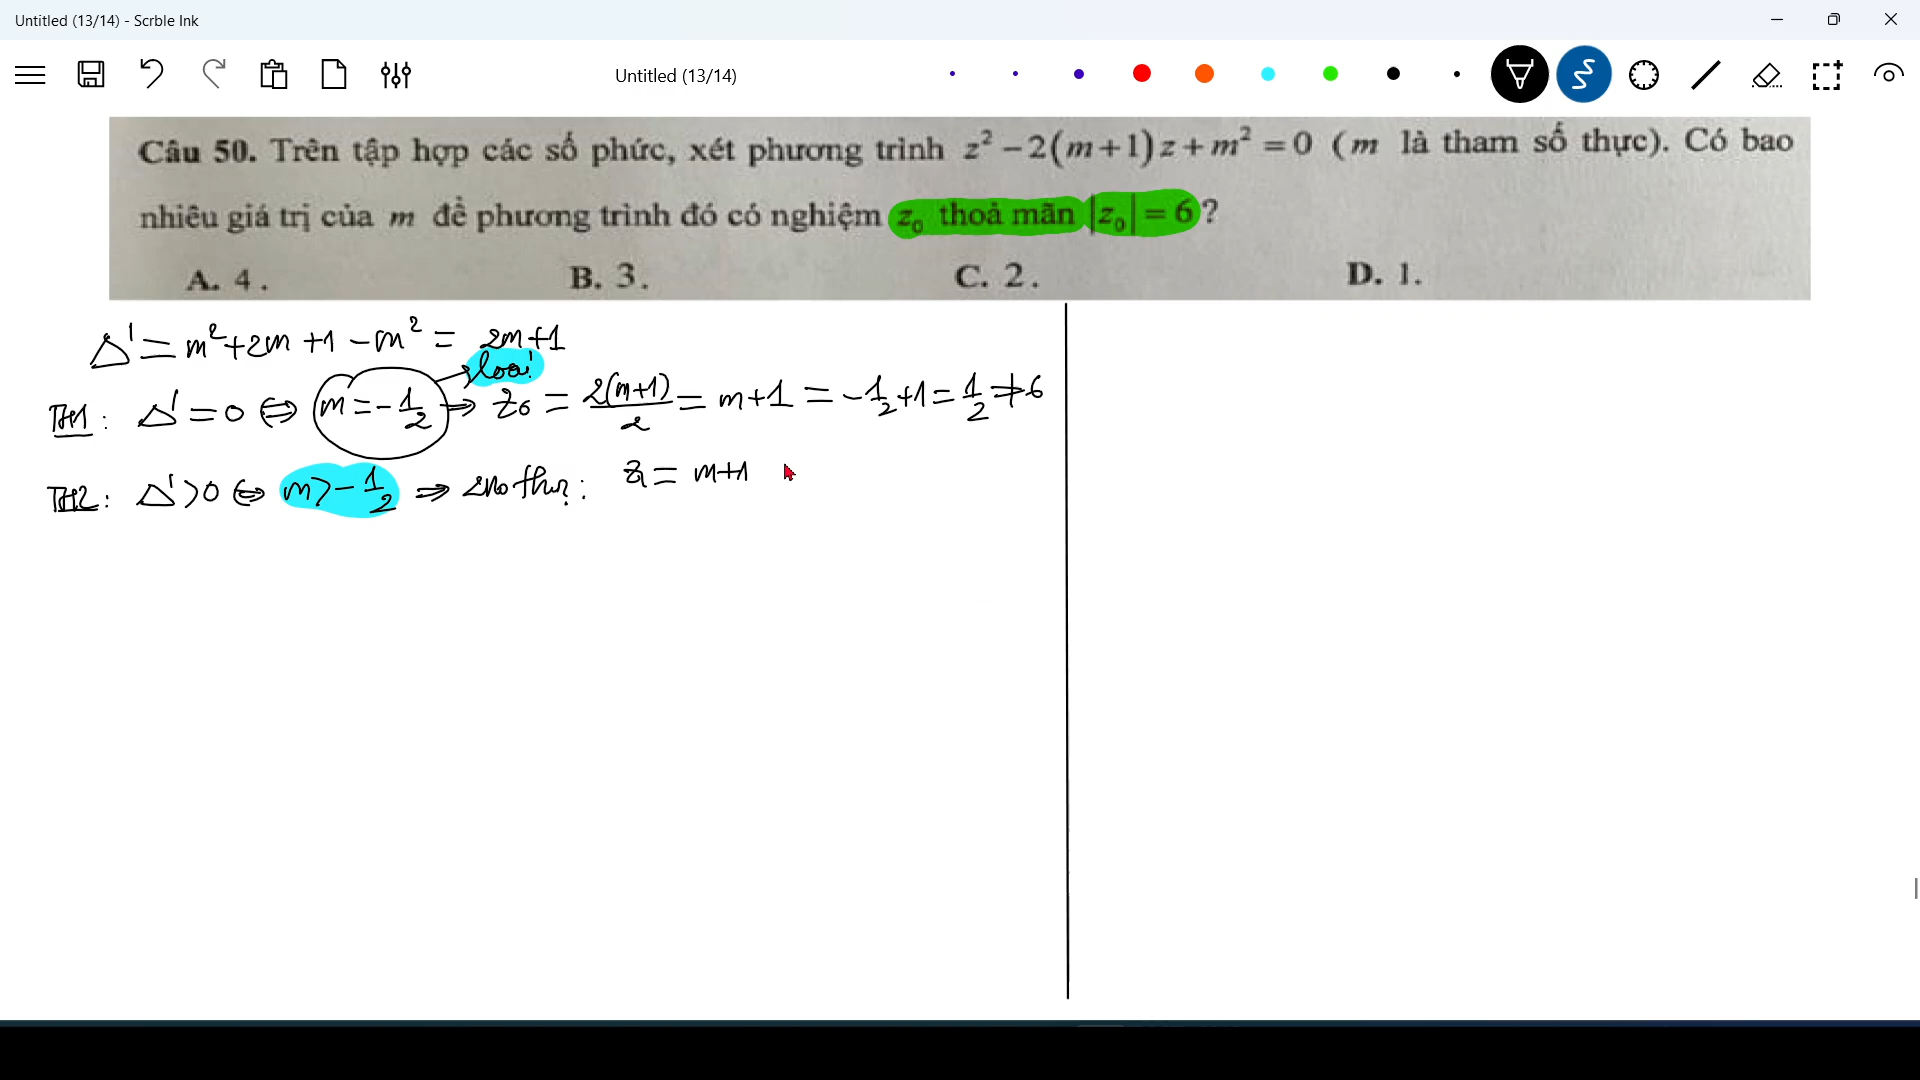 Untitled (13/14) - Scrble Ink
Untitled (13/14)
Câu 50. Trên tập hợp các số phức, xét phương trình z² − 2(m+1)z + m² = 0 (m là tham số thực). Có bao
nhiêu giá trị của m để phương trình đó có nghiệm z₀ thoả mãn |z₀| = 6?
A. 4. B. 3. C. 2. D. 1.
Δ' = m² + 2m + 1 − m² = 2m + 1
loại
TH1: Δ' = 0 ⇔ m = −1/2 ⇒ z₀ = 2(m+1)/2 = m + 1 = −1/2 + 1 = 1/2 ≠ 6
TH2: Δ' > 0 ⇔ m > −1/2 ⇒ 2 no thực: z₁ = m + 1